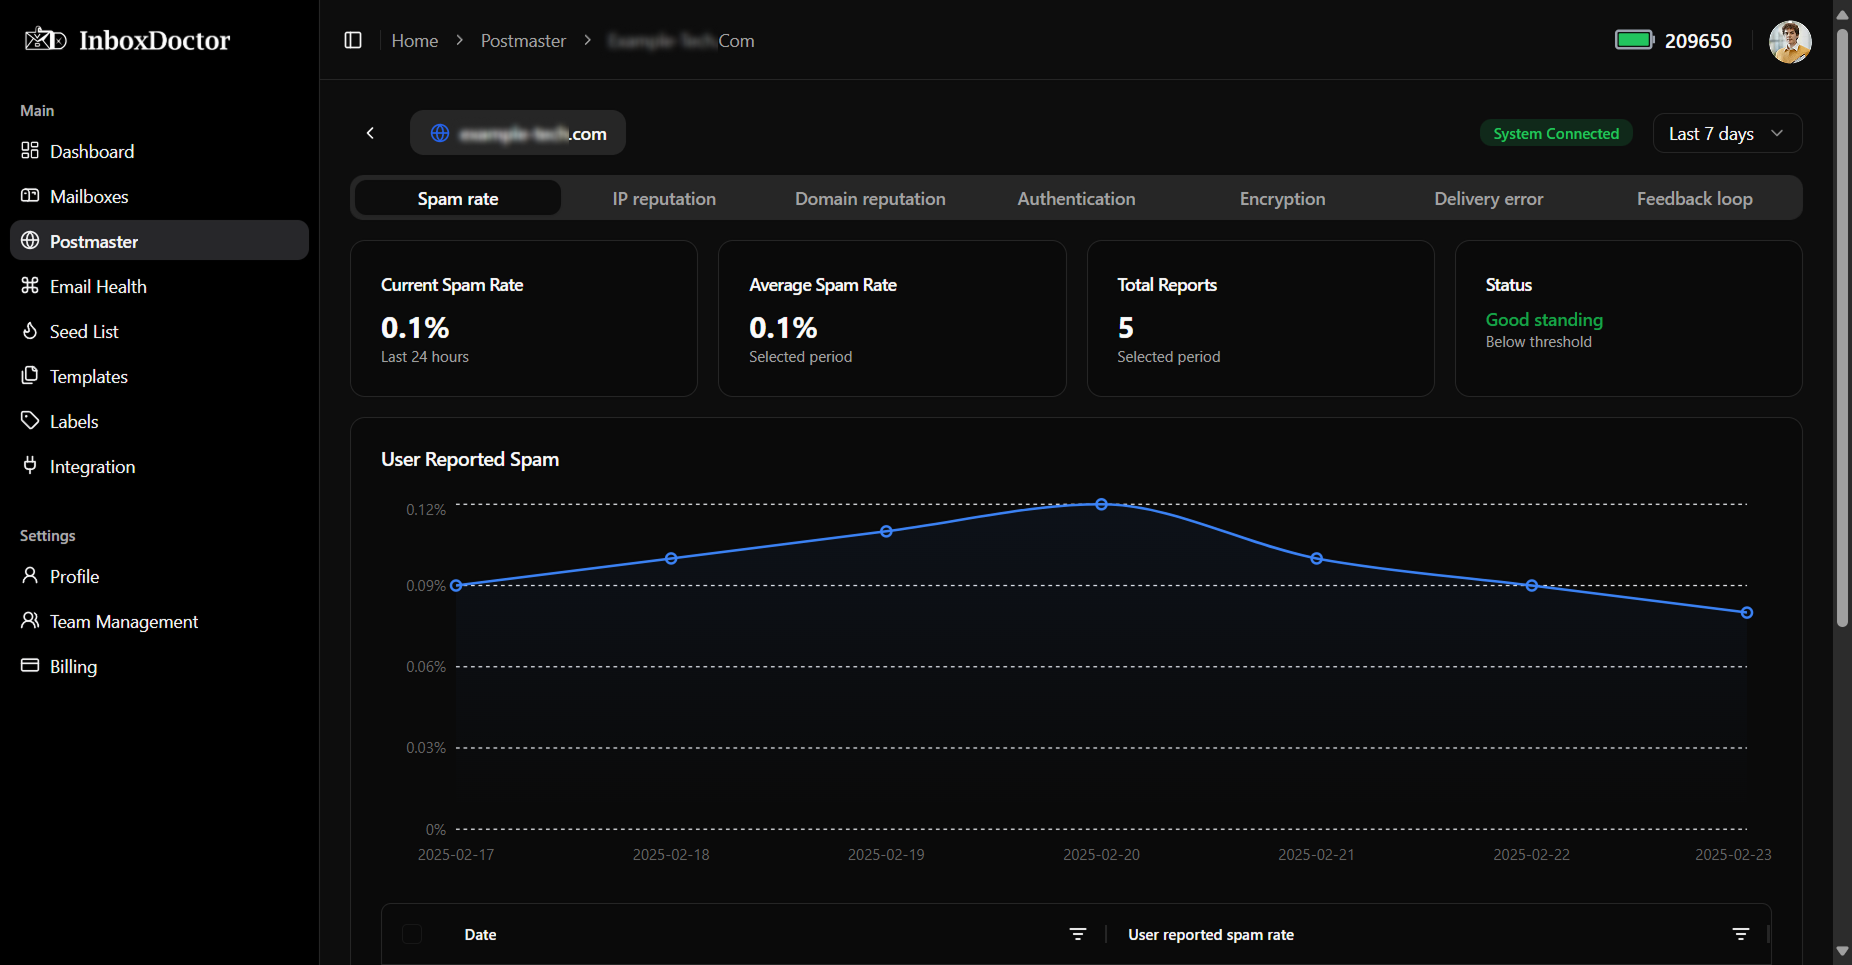 InboxDoctor
Home > Postmaster > .Com
209650
Main
Dashboard
Mailboxes
Postmaster
Email Health
Seed List
Templates
Labels
Integration
Settings
Profile
Team Management
Billing
.com
System Connected
Last 7 days
Spam rate
IP reputation
Domain reputation
Authentication
Encryption
Delivery error
Feedback loop
Current Spam Rate
0.1%
Last 24 hours
Average Spam Rate
0.1%
Selected period
Total Reports
5
Selected period
Status
Good standing
Below threshold
User Reported Spam
0.12%
0.09%
0.06%
0.03%
0%
2025-02-17
2025-02-18
2025-02-19
2025-02-20
2025-02-21
2025-02-22
2025-02-23
Date
User reported spam rate